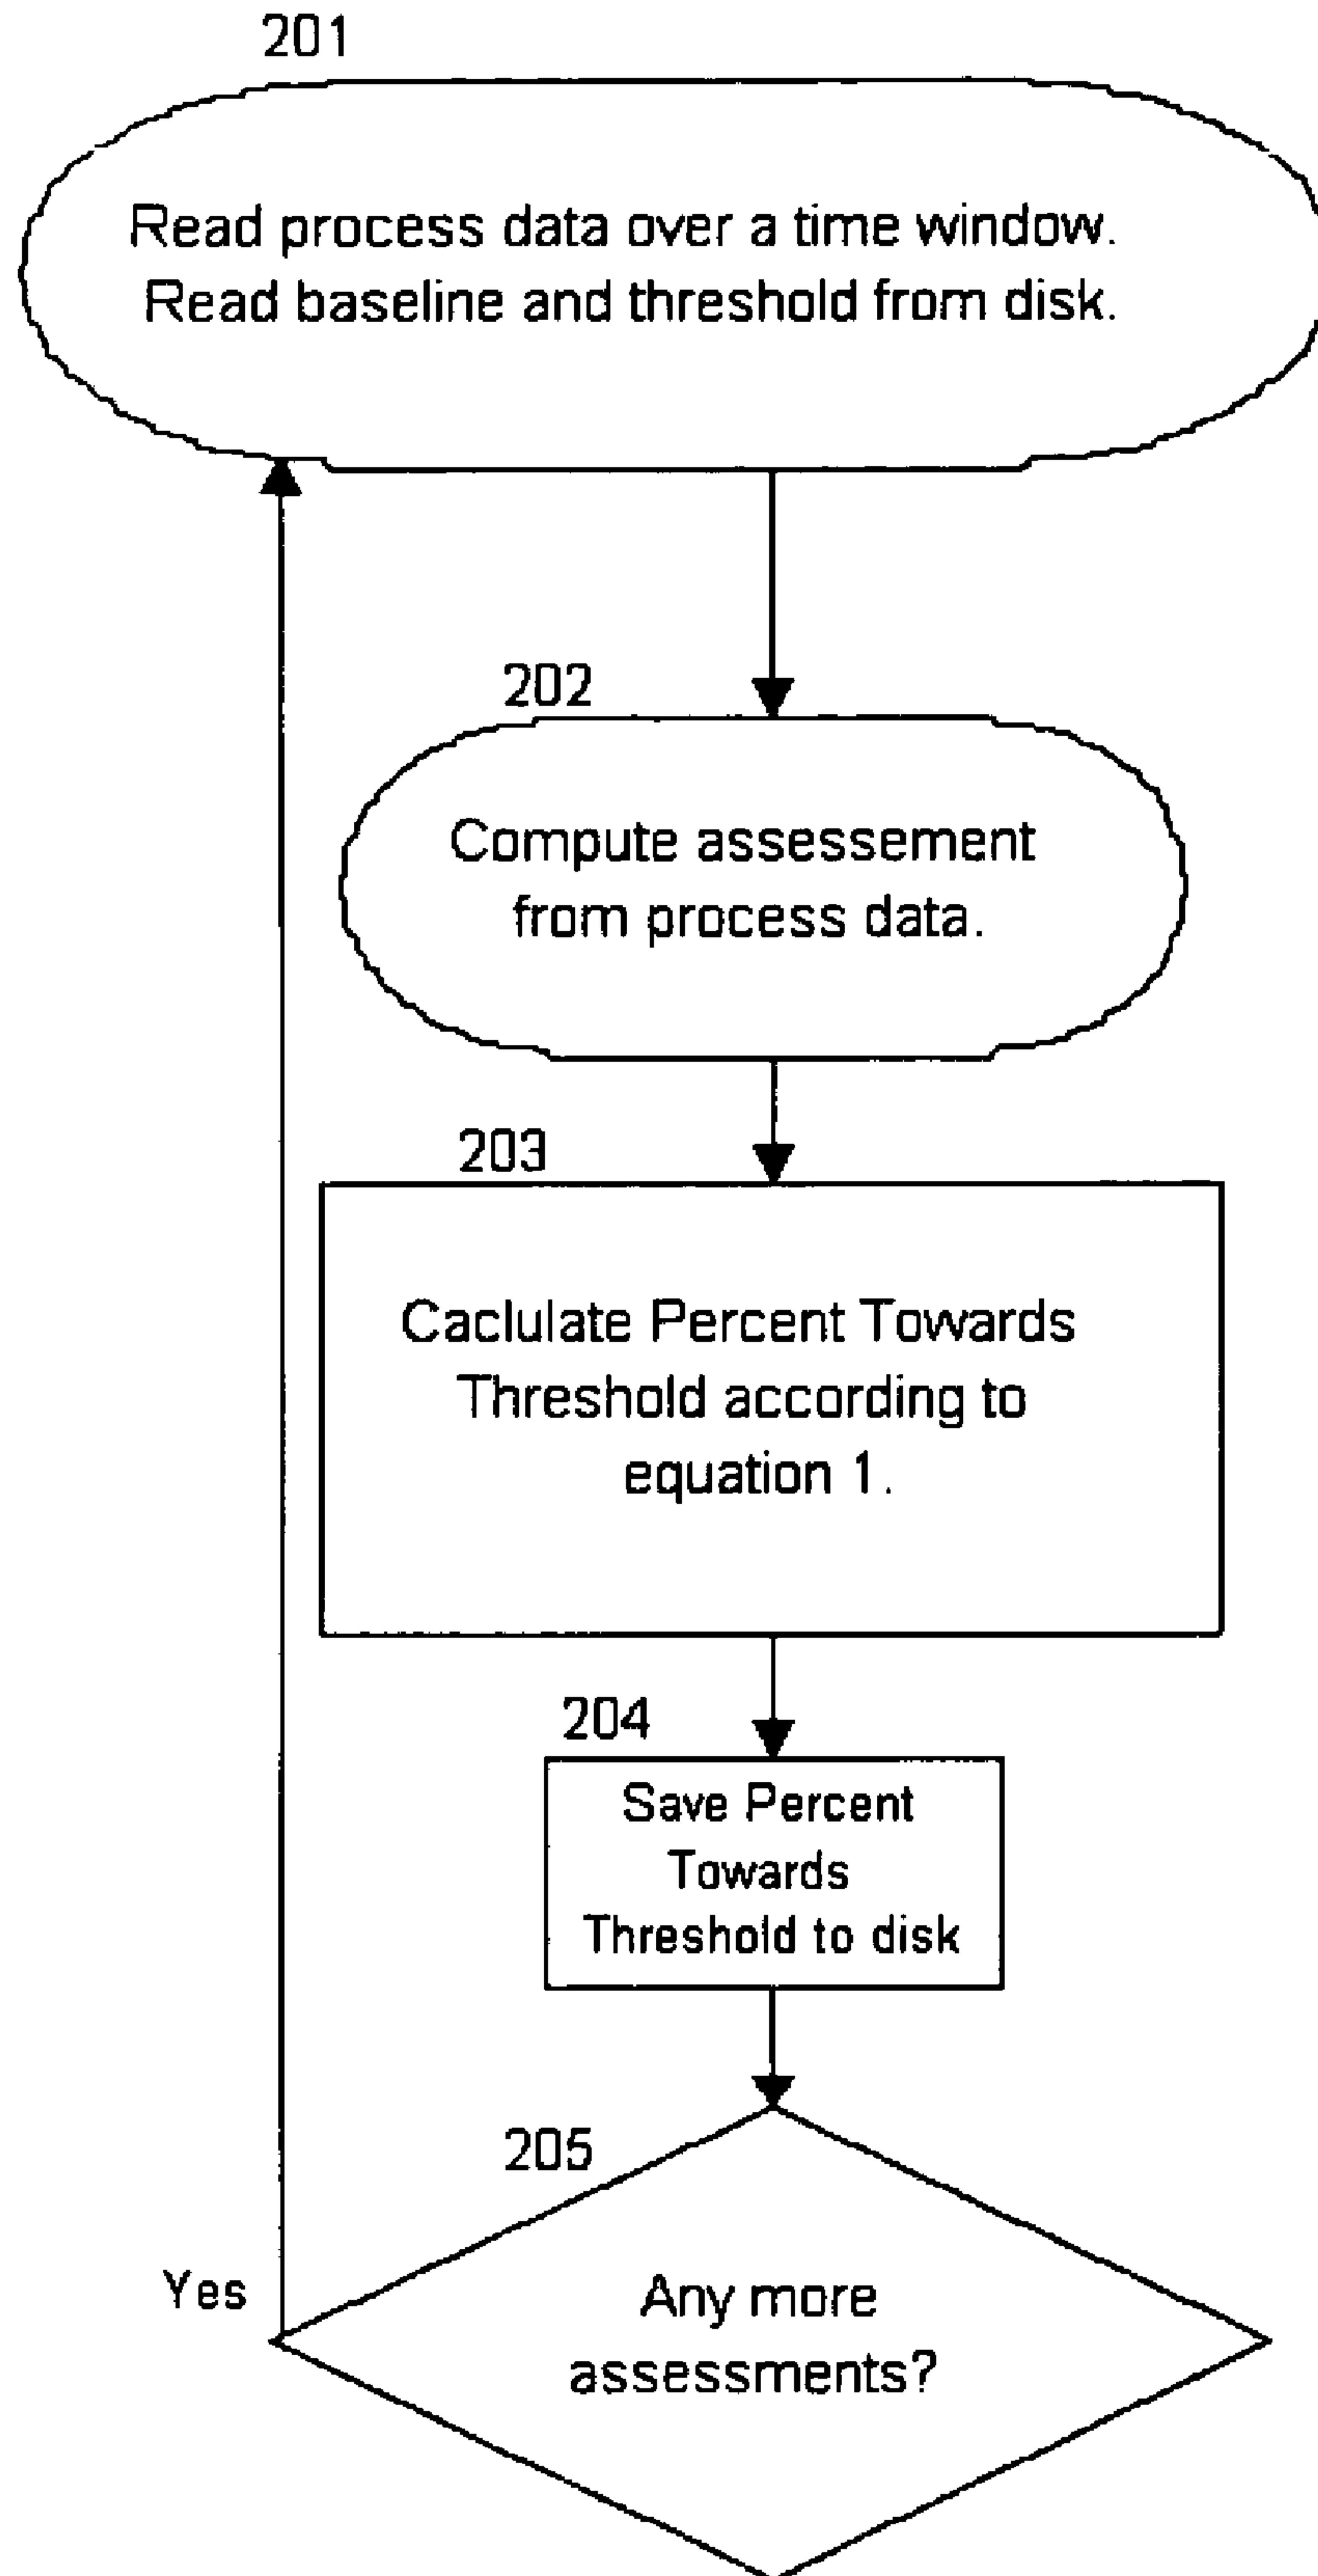 201
Read process data over a time window.
Read baseline and threshold from disk.
202
Compute assessement
from process data.
203
Caclulate Percent Towards
Threshold according to
equation 1.
204
Save Percent
Towards
Threshold to disk
205
Yes
Any more
assessments?